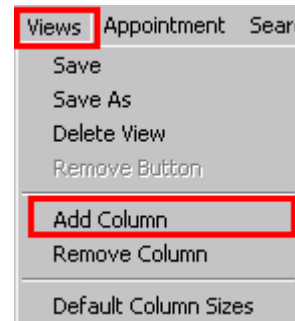 Views Appointment Sear
Save
Save As
Delete View
Remove Button
Add Column
Remove Column
Default Column Sizes